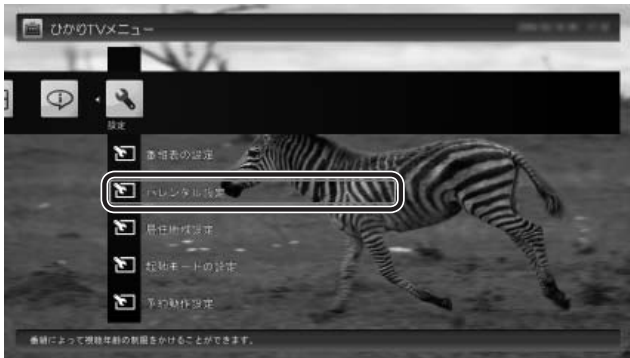 ひかりTVメニュー
設定
番組表の設定
パレンタル設定
居住地域設定
起動モードの設定
予約動作設定
番組によって視聴年齢の制限をかけることができます。